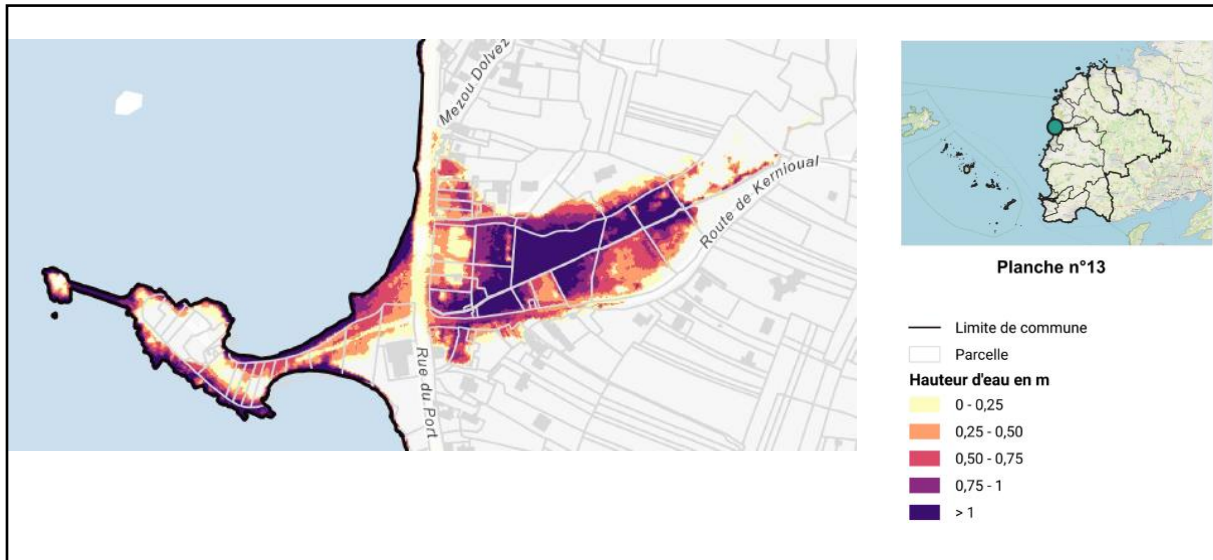 Mezou Dolvez
Route de Kernioual
Rue du Port
Planche n°13
Limite de commune
Parcelle
Hauteur d'eau en m
0 - 0,25
0,25 - 0,50
0,50 - 0,75
0,75 - 1
> 1